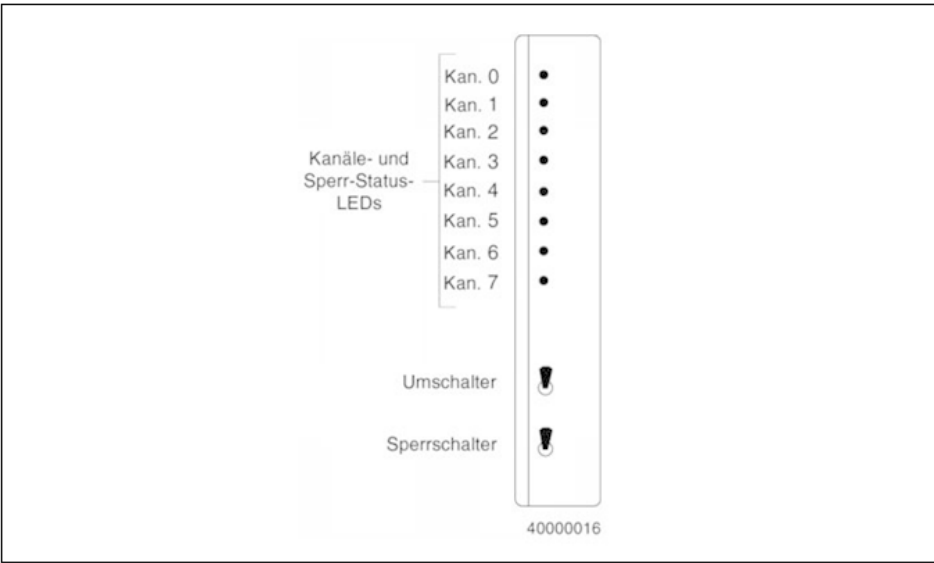 Kan. 0
Kan. 1
Kan. 2
Kanäle- und
Sperr-Status-
LEDs
Kan. 3
Kan. 4
Kan. 5
Kan. 6
Kan. 7
Umschalter
Sperrschalter
40000016